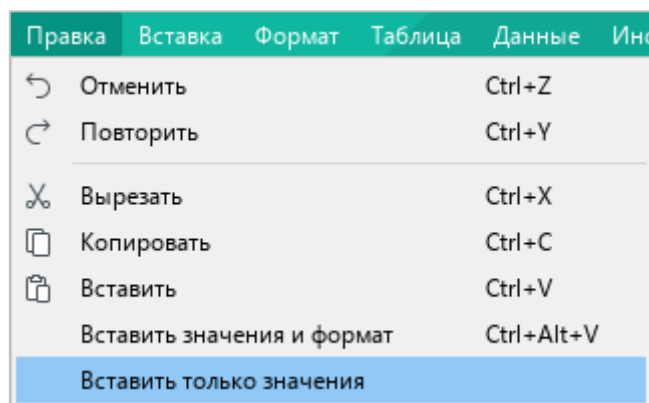 Правка Вставка Формат Таблица Данные Инс
Отменить Ctrl+Z
Повторить Ctrl+Y
Вырезать Ctrl+X
Копировать Ctrl+C
Вставить Ctrl+V
Вставить значения и формат Ctrl+Alt+V
Вставить только значения